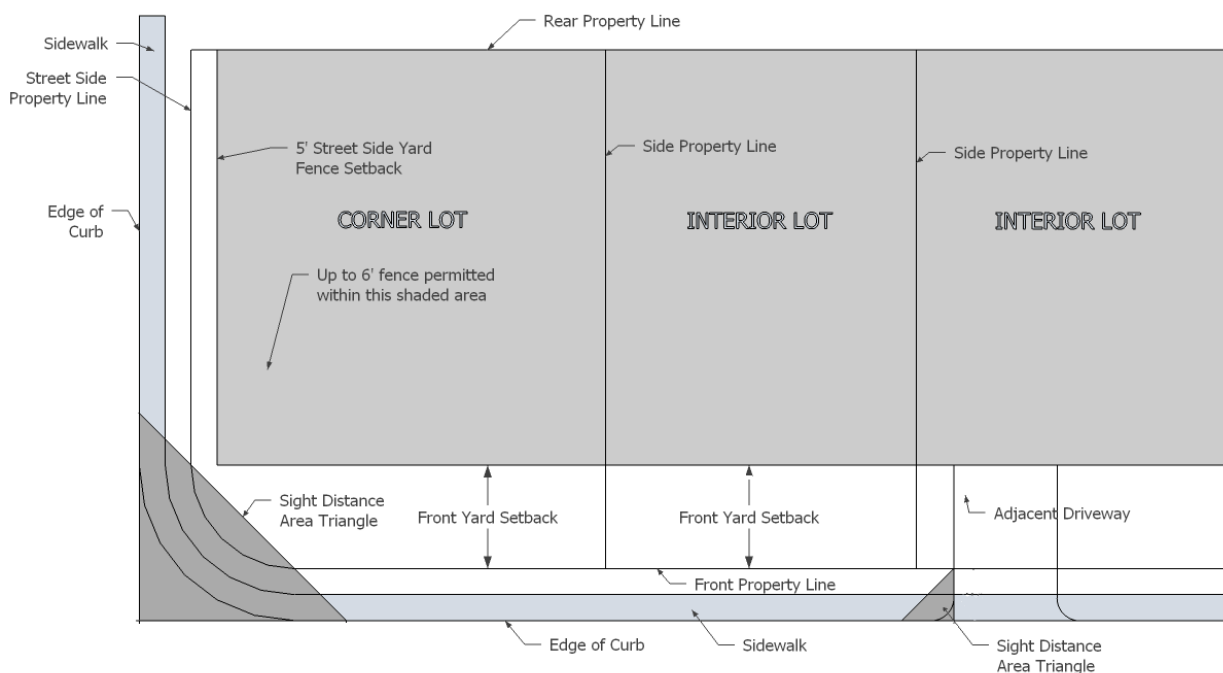 Rear Property Line
Sidewalk
Street Side
Property Line
5' Street Side Yard
Fence Setback
Side Property Line
Side Property Line
Edge of
Curb
CORNER LOT
INTERIOR LOT
INTERIOR LOT
Up to 6' fence permitted
within this shaded area
Sight Distance
Area Triangle
Front Yard Setback
Front Yard Setback
Adjacent Driveway
Front Property Line
Edge of Curb
Sidewalk
Sight Distance
Area Triangle